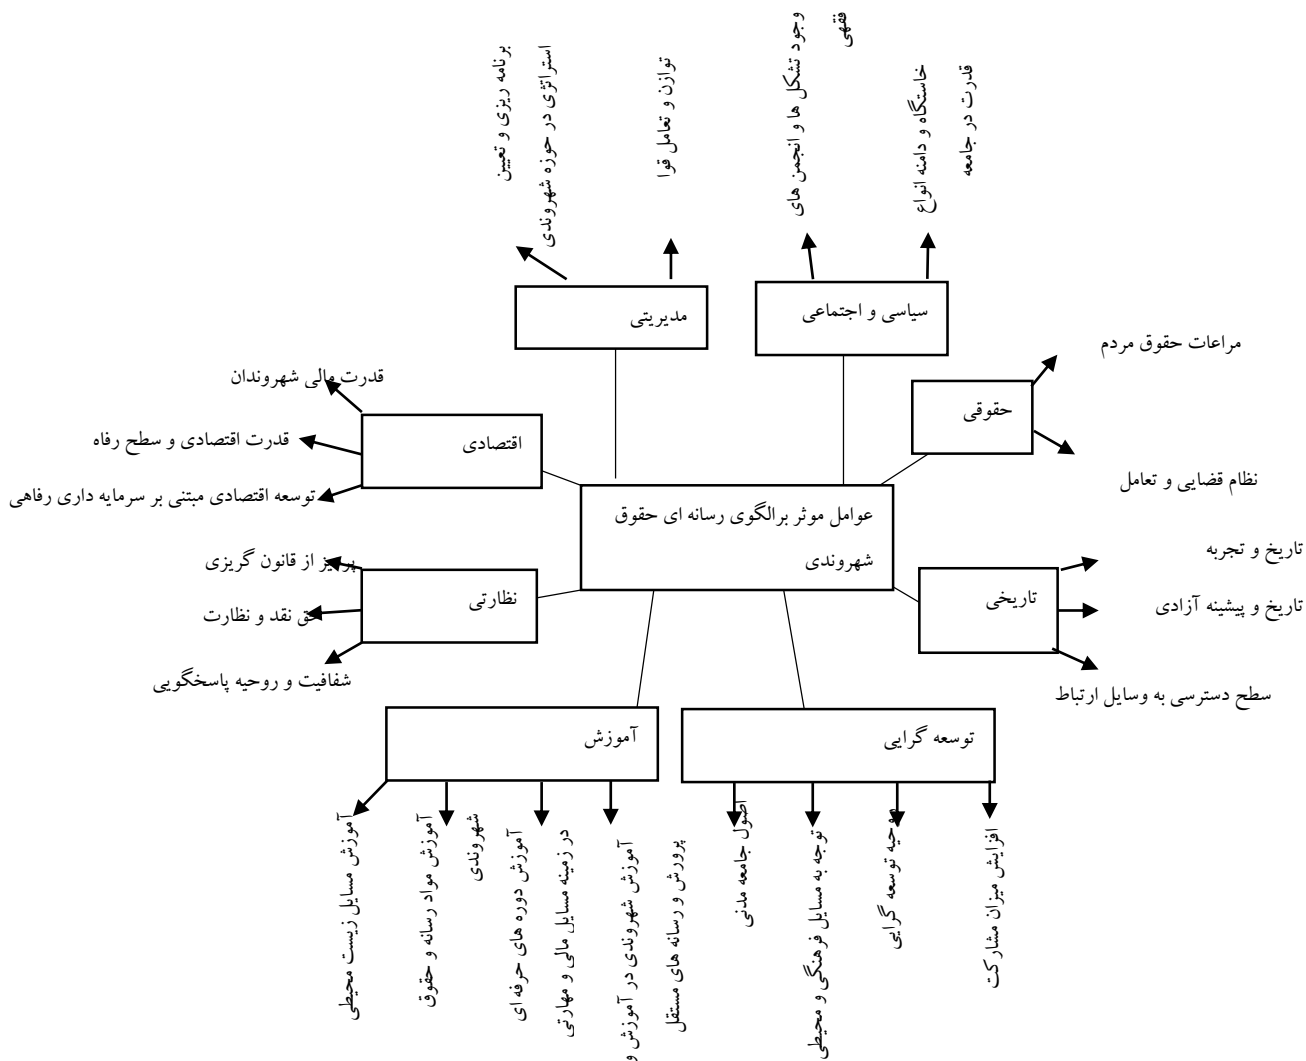 برنامه ریزی و تعیین
استراتژی در حوزه شهروندی
توازن و تعامل قوا
وجود تشکل ها و انجمن های
فقهی
خاستگاه و دامنه انواع
قدرت در جامعه
مدیریتی
سیاسی و اجتماعی
مراعات حقوق مردم
حقوقی
نظام قضایی و تعامل
قدرت مالی شهروندان
اقتصادی
قدرت اقتصادی و سطح رفاه
توسعه اقتصادی مبتنی بر سرمایه داری رفاهی
عوامل موثر برالگوی رسانه ای حقوق
شهروندی
تاریخ و تجربه
تاریخی
تاریخ و پیشینه آزادی
سطح دسترسی به وسایل ارتباط
پرهیز از قانون گریزی
نظارتی
حق نقد و نظارت
شفافیت و روحیه پاسخگویی
آموزش
توسعه گرایی
آموزش مسایل زیست محیطی
آموزش مواد رسانه و حقوق
شهروندی
آموزش دوره های حرفه ای
در زمینه مسایل مالی و مهارتی
آموزش شهروندی در آموزش و
پرورش و رسانه های مستقل
اصول جامعه مدنی
توجه به مسایل فرهنگی و محیطی
روحیه توسعه گرایی
افزایش میزان مشارکت